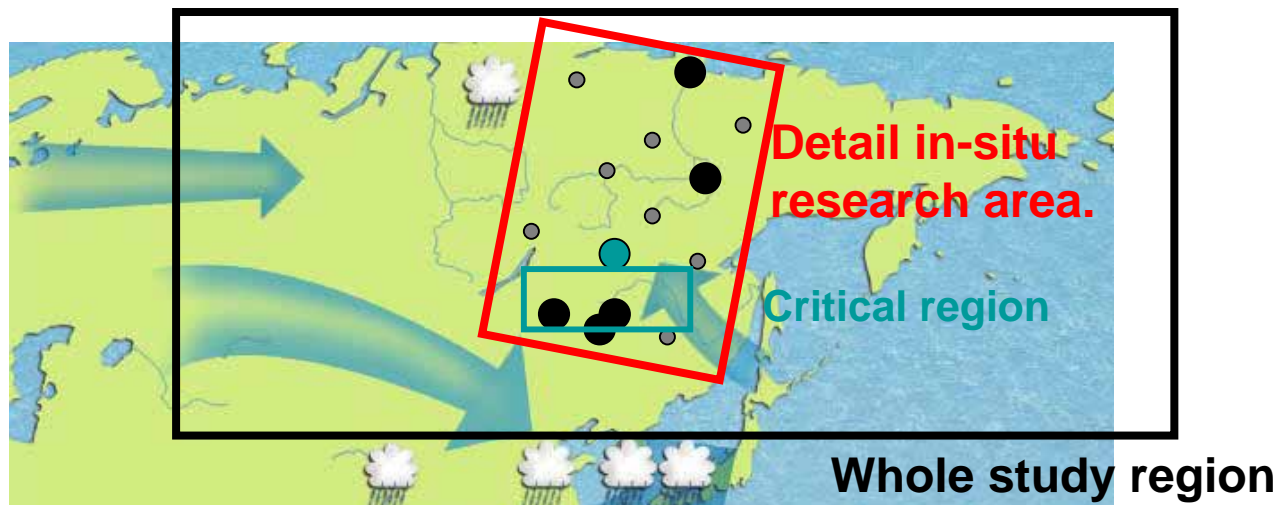 Detail in-situ
research area.
Critical region
Whole study region